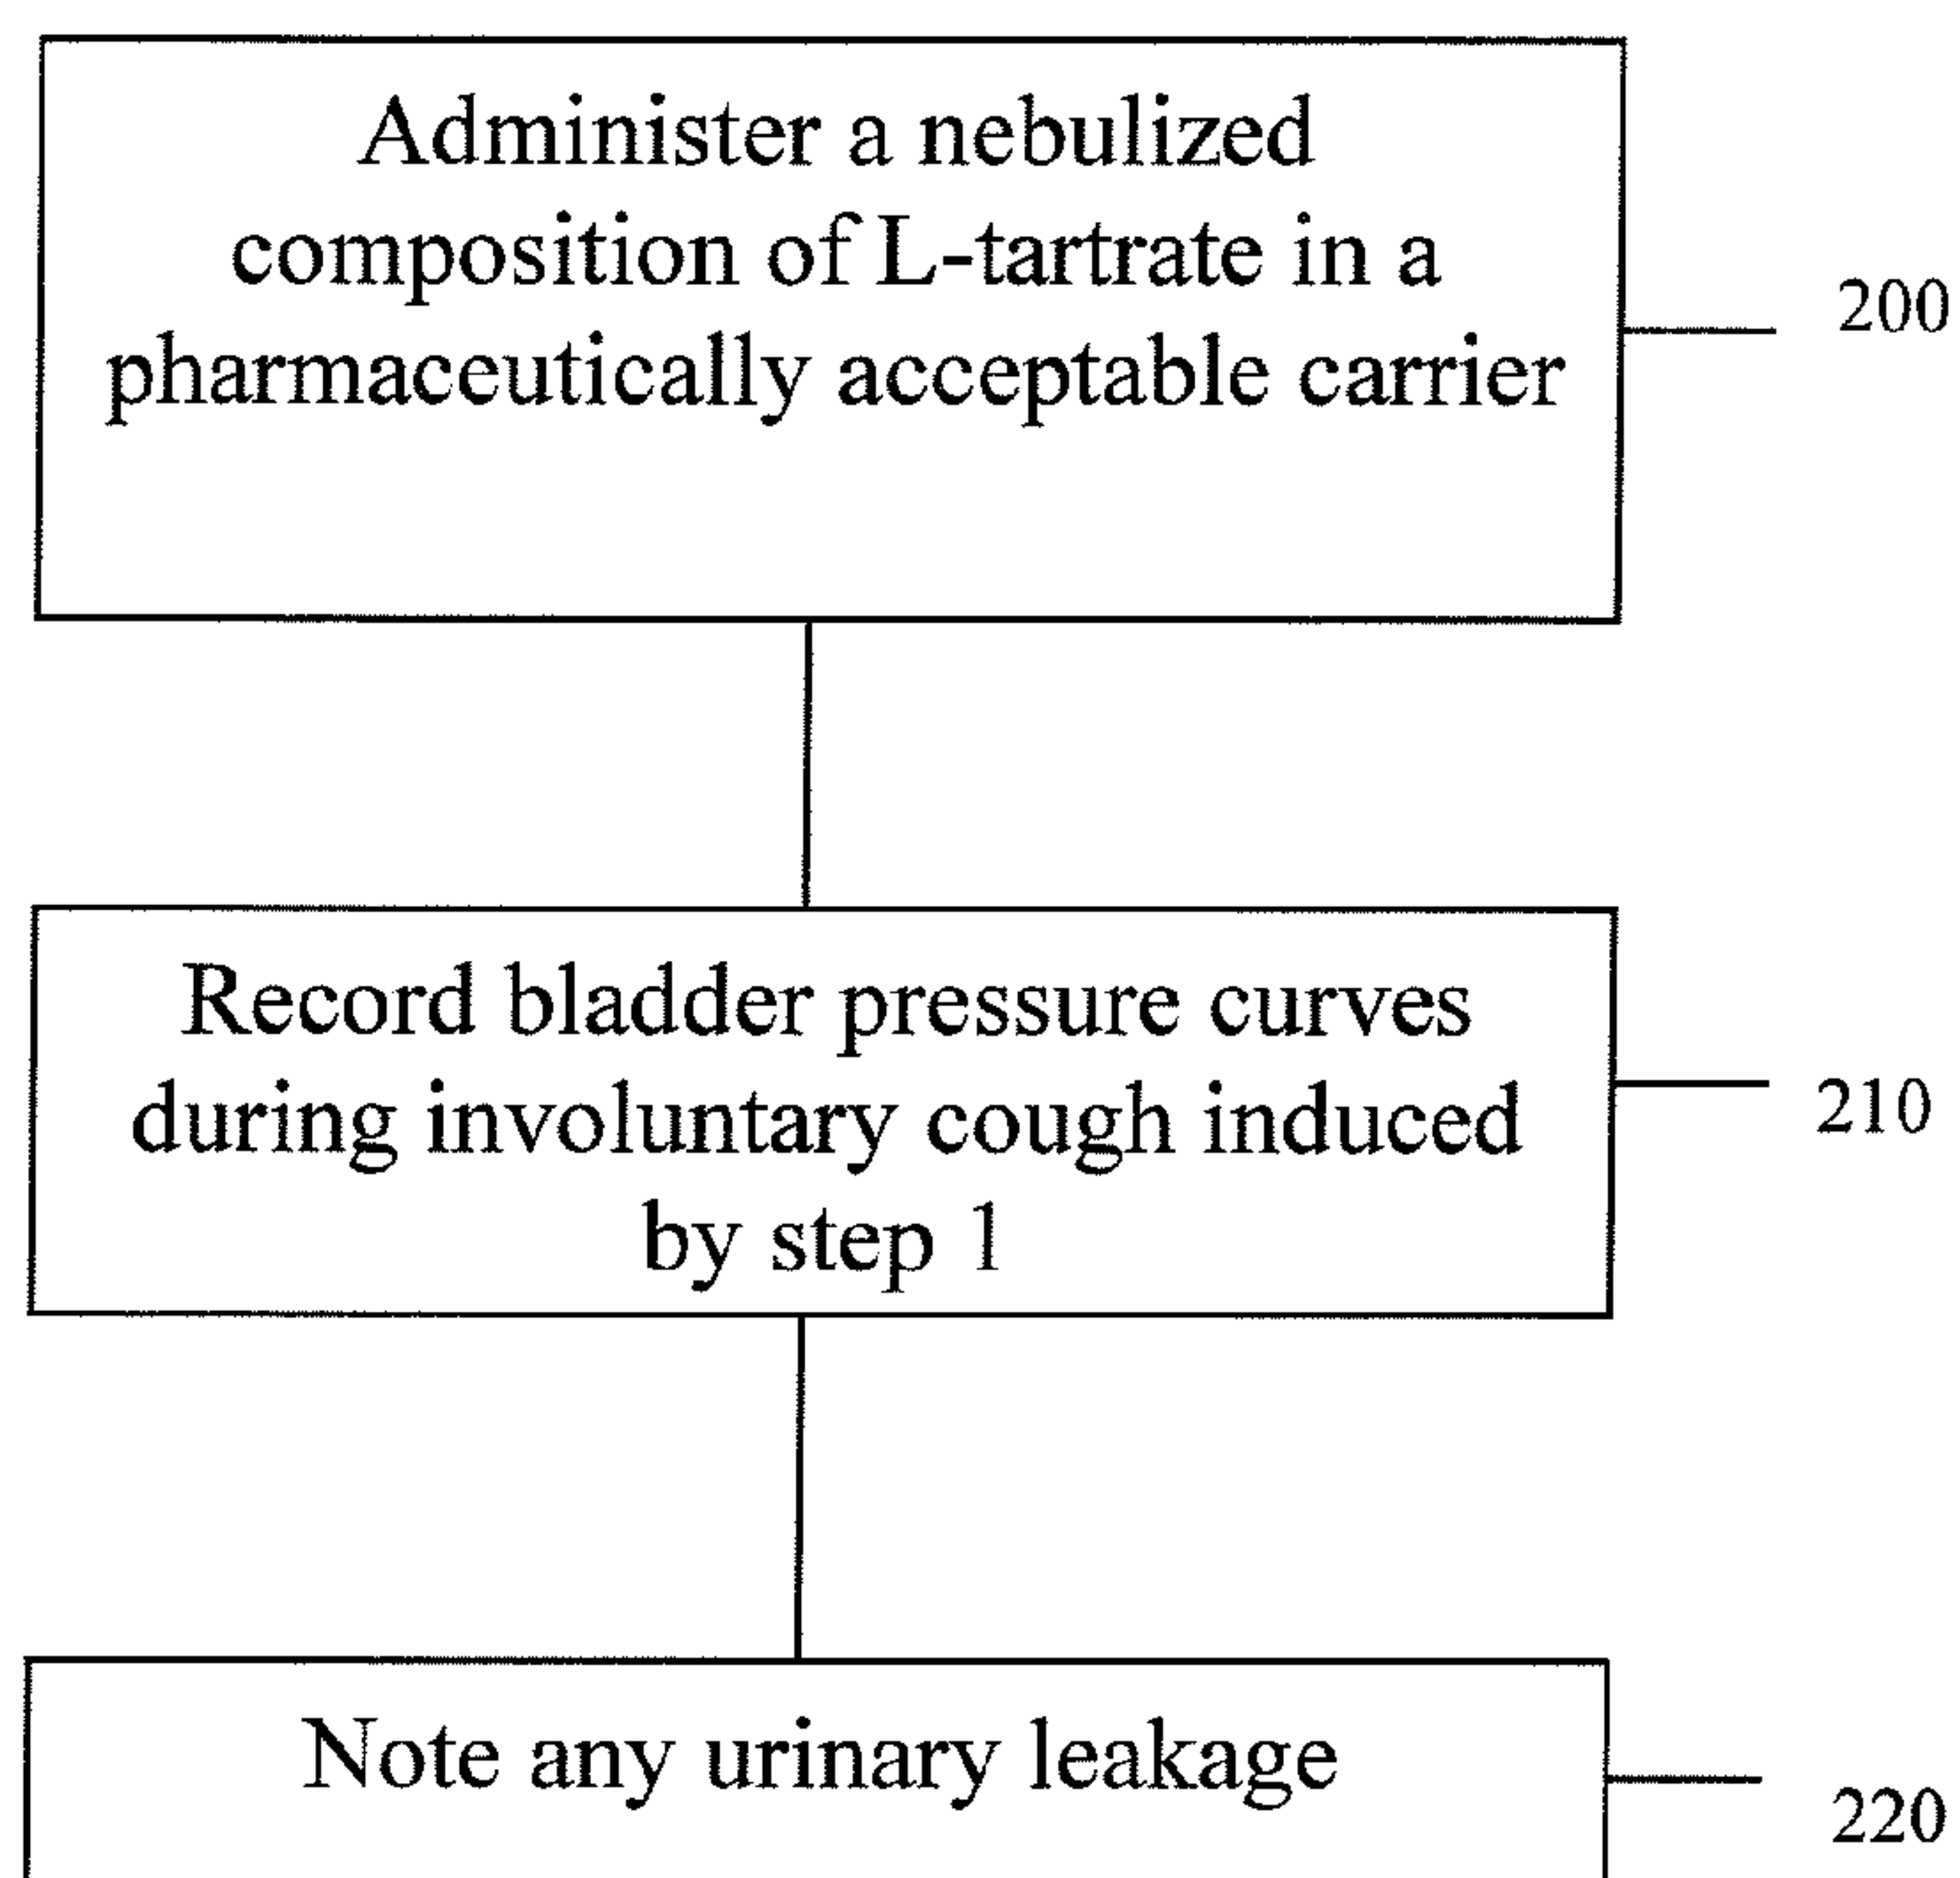 Administer a nebulized
composition of L-tartrate in a
pharmaceutically acceptable carrier
200
Record bladder pressure curves
during involuntary cough induced
by step 1
210
Note any urinary leakage
220